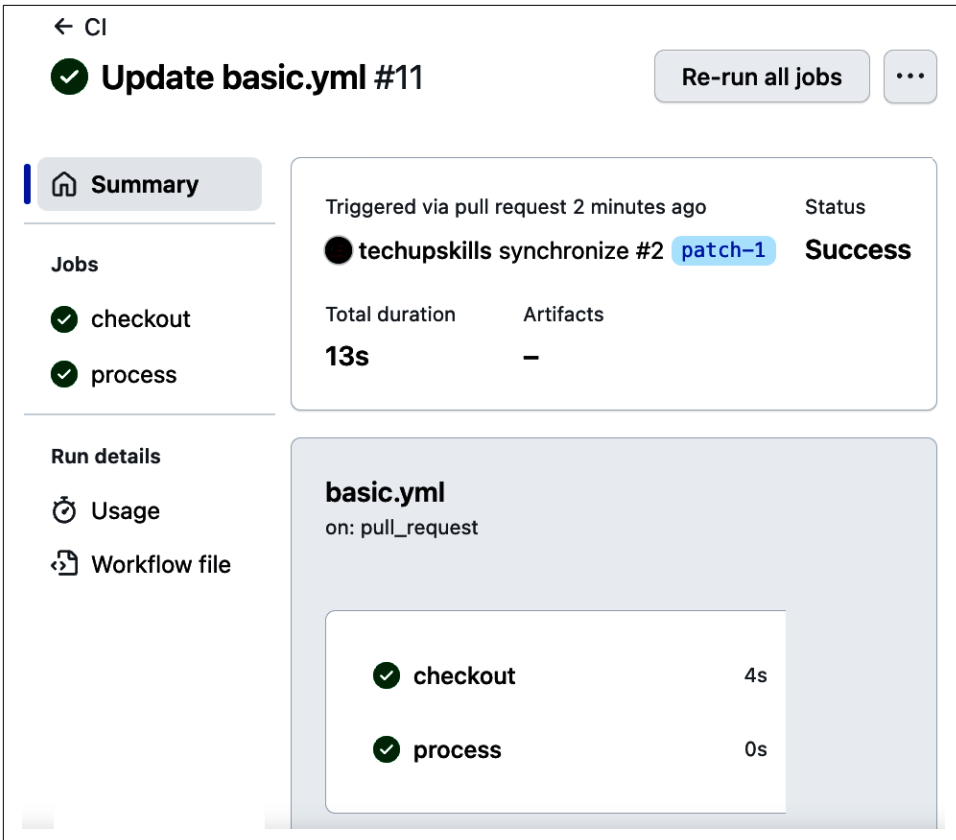 ← CI
Update basic.yml #11
Re-run all jobs
...
Summary
Jobs
checkout
process
Run details
Usage
Workflow file
Triggered via pull request 2 minutes ago
techupskills synchronize #2 patch-1
Status
Success
Total duration
13s
Artifacts
–
basic.yml
on: pull_request
checkout 4s
process 0s